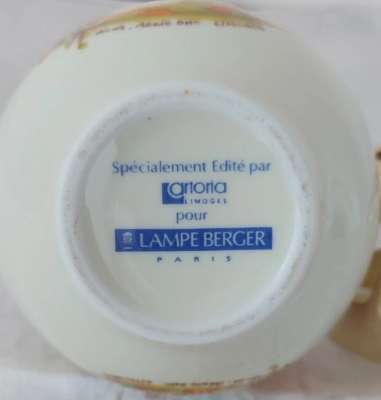 Spécialement Edité par
artoria
LIMOGES
pour
LAMPE BERGER
PARIS